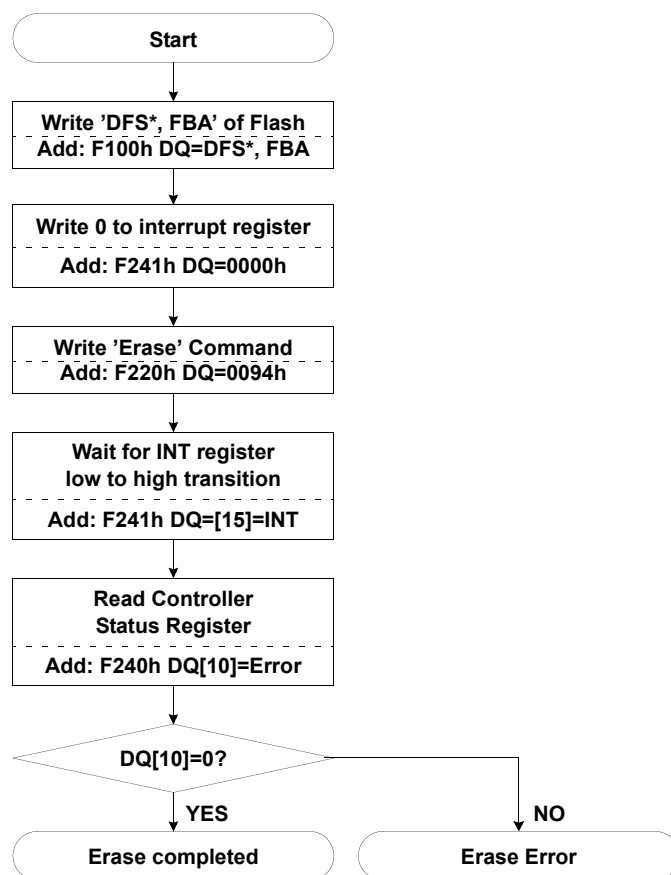 Start
Write ’DFS*, FBA’ of Flash
Add: F100h DQ=DFS*, FBA
Write 0 to interrupt register
Add: F241h DQ=0000h
Write ’Erase’ Command
Add: F220h DQ=0094h
Wait for INT register
low to high transition
Add: F241h DQ=[15]=INT
Read Controller
Status Register
Add: F240h DQ[10]=Error
DQ[10]=0?
YES
NO
Erase completed
Erase Error